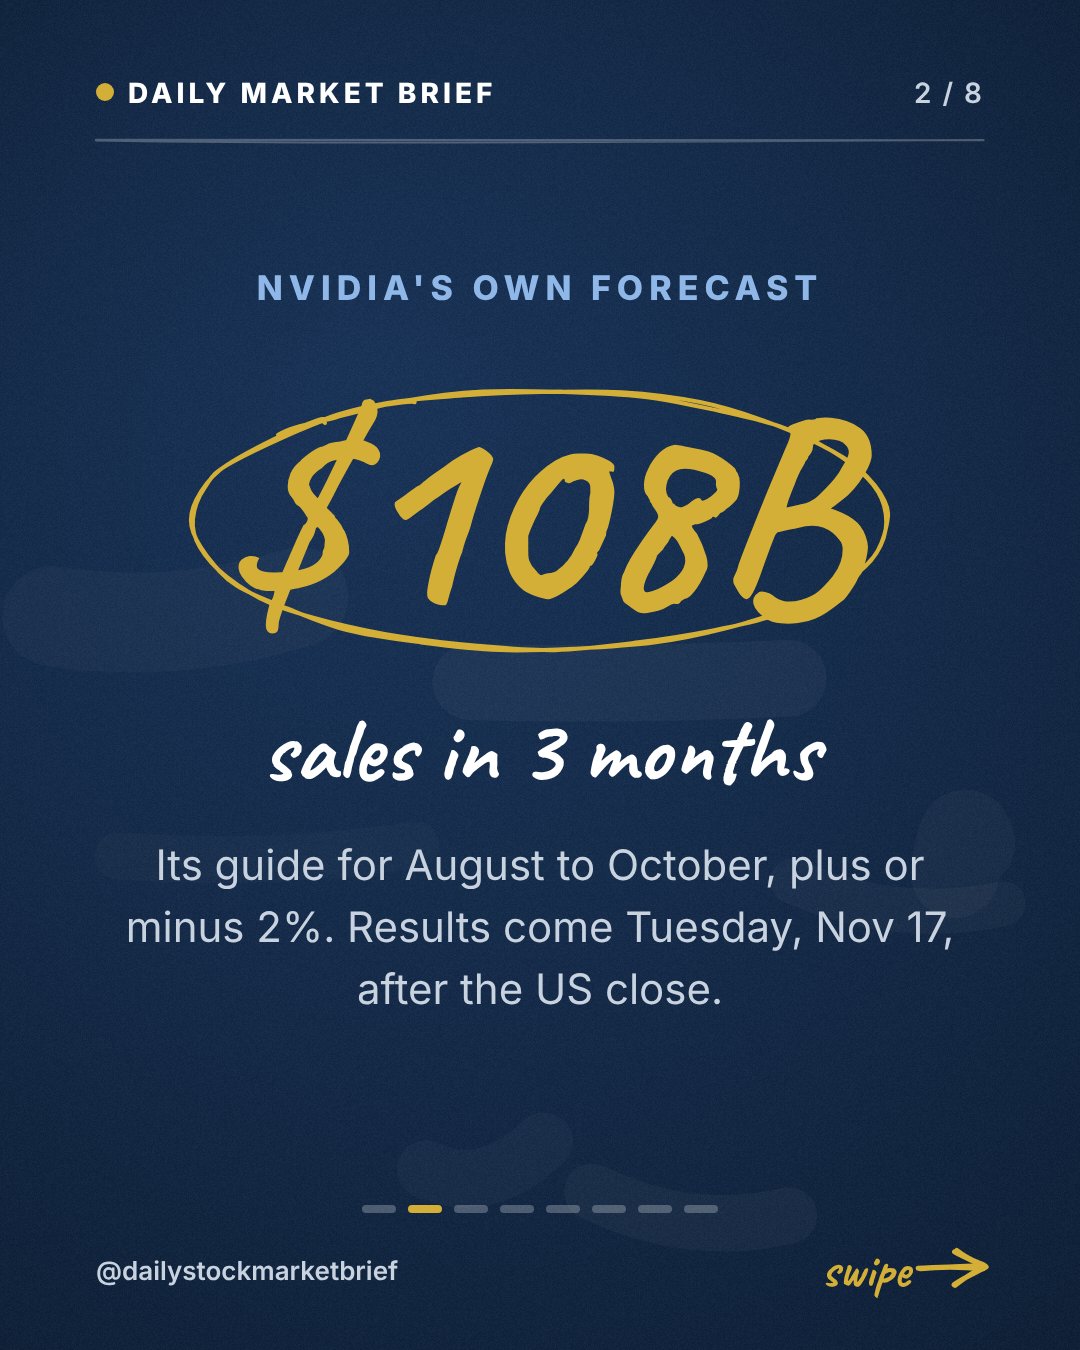 DAILY MARKET BRIEF
2 / 8
NVIDIA'S OWN FORECAST
$108B
sales in 3 months
Its guide for August to October, plus or
minus 2%. Results come Tuesday, Nov 17,
after the US close.
@dailystockmarketbrief
swipe